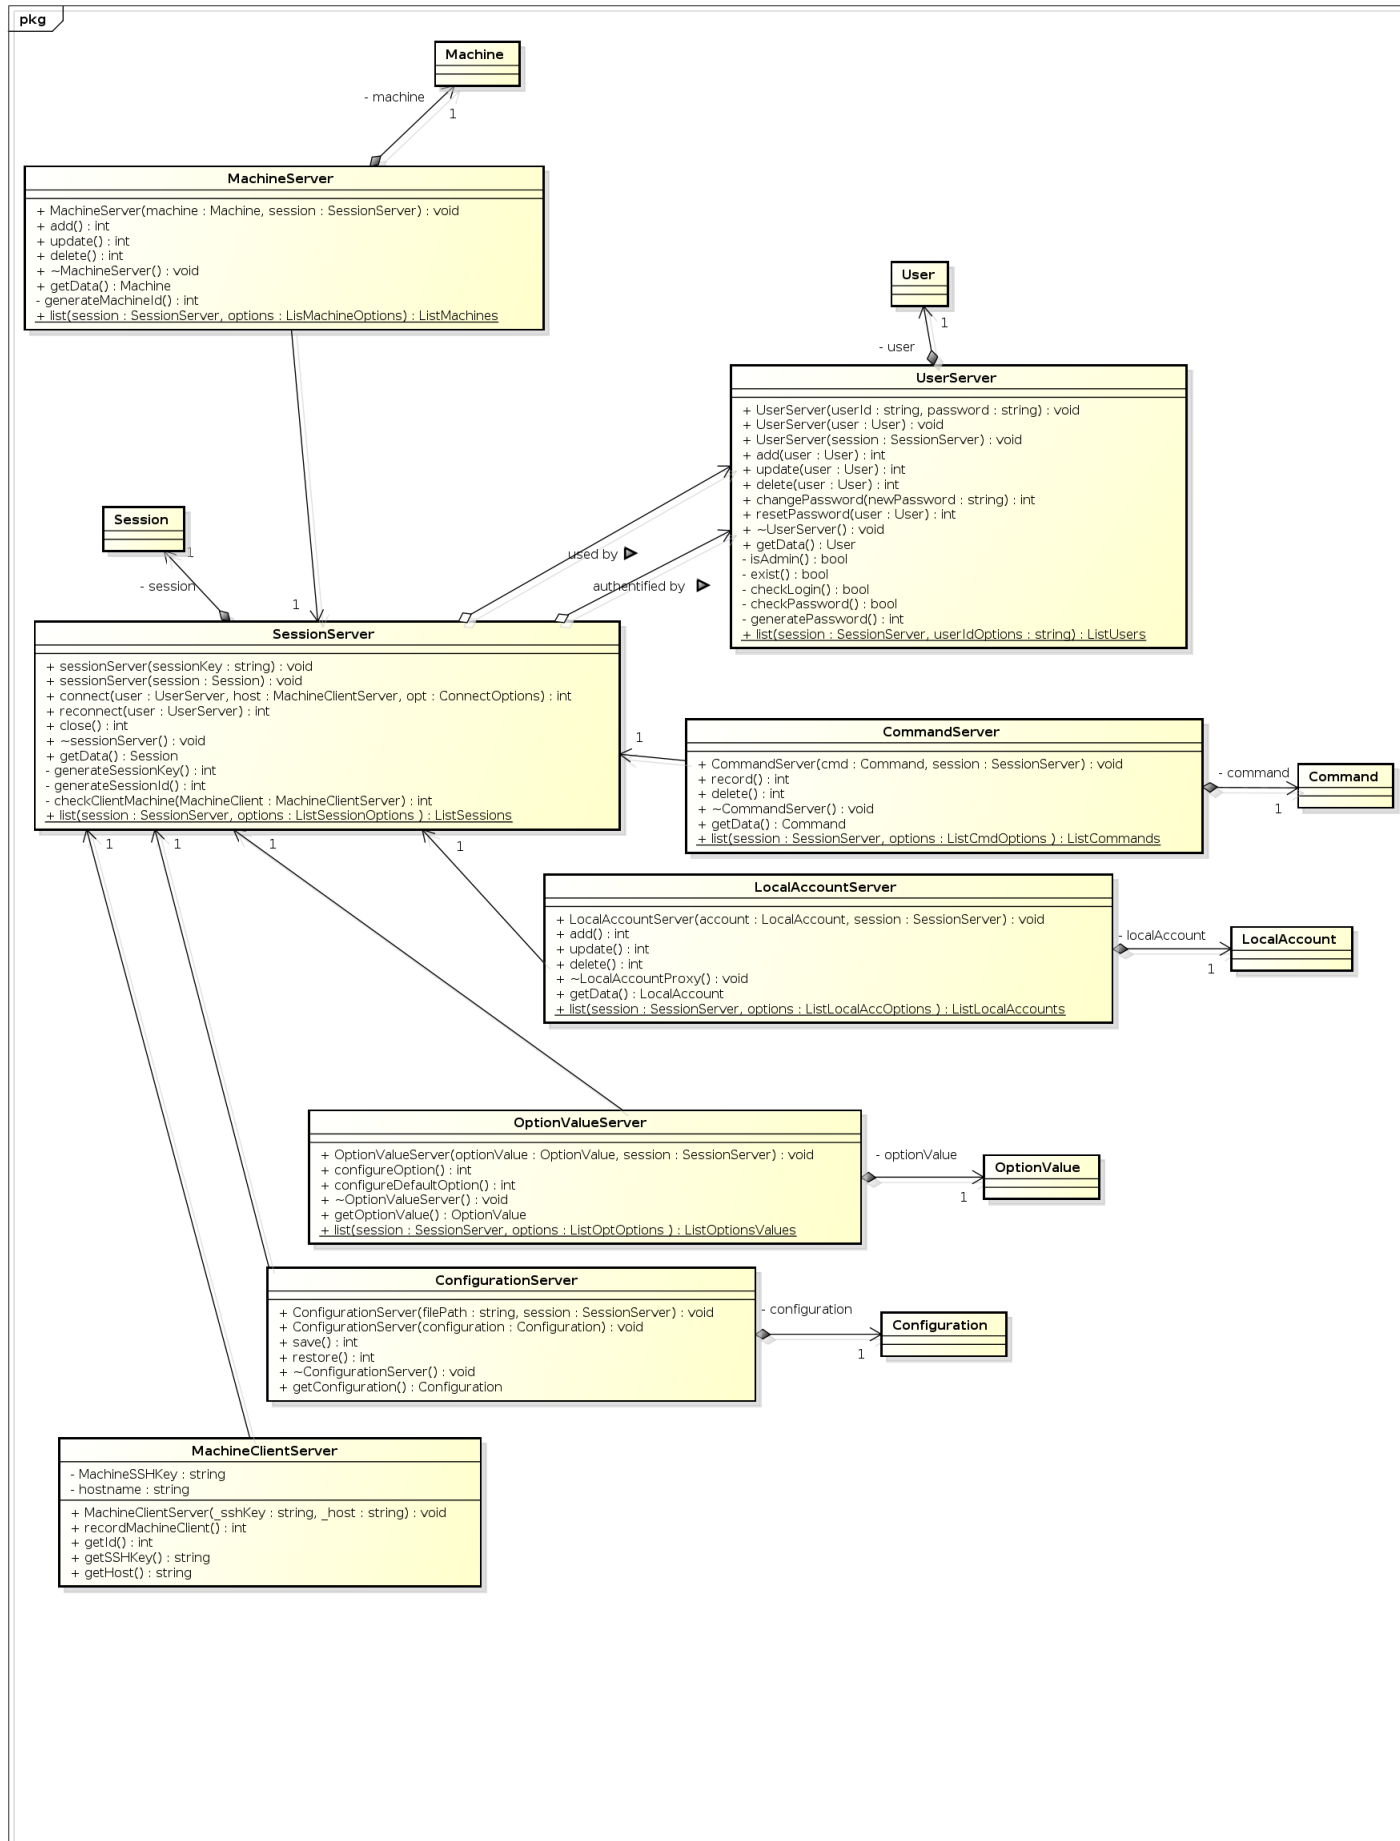 pkg
Machine
- machine
1
MachineServer
+ MachineServer(machine : Machine, session : SessionServer) : void
+ add() : int
+ update() : int
+ delete() : int
+ ~MachineServer() : void
+ getData() : Machine
- generateMachineId() : int
+ list(session : SessionServer, options : LisMachineOptions) : ListMachines
User
1
- user
UserServer
+ UserServer(userId : string, password : string) : void
+ UserServer(user : User) : void
+ UserServer(session : SessionServer) : void
+ add(user : User) : int
+ update(user : User) : int
+ delete(user : User) : int
+ changePassword(newPassword : string) : int
+ resetPassword(user : User) : int
+ ~UserServer() : void
+ getData() : User
- isAdmin() : bool
- exist() : bool
- checkLogin() : bool
- checkPassword() : bool
- generatePassword() : int
+ list(session : SessionServer, userIdOptions : string) : ListUsers
Session
1
- session
used by
authentified by
1
SessionServer
+ sessionServer(sessionKey : string) : void
+ sessionServer(session : Session) : void
+ connect(user : UserServer, host : MachineClientServer, opt : ConnectOptions) : int
+ reconnect(user : UserServer) : int
+ close() : int
+ ~sessionServer() : void
+ getData() : Session
- generateSessionKey() : int
- generateSessionId() : int
- checkClientMachine(MachineClient : MachineClientServer) : int
+ list(session : SessionServer, options : ListSessionOptions ) : ListSessions
1
CommandServer
+ CommandServer(cmd : Command, session : SessionServer) : void
+ record() : int
+ delete() : int
+ ~CommandServer() : void
+ getData() : Command
+ list(session : SessionServer, options : ListCmdOptions ) : ListCommands
- command
1
Command
1
1
1
1
LocalAccountServer
+ LocalAccountServer(account : LocalAccount, session : SessionServer) : void
+ add() : int
+ update() : int
+ delete() : int
+ ~LocalAccountProxy() : void
+ getData() : LocalAccount
+ list(session : SessionServer, options : ListLocalAccOptions ) : ListLocalAccounts
- localAccount
1
LocalAccount
OptionValueServer
+ OptionValueServer(optionValue : OptionValue, session : SessionServer) : void
+ configureOption() : int
+ configureDefaultOption() : int
+ ~OptionValueServer() : void
+ getOptionValue() : OptionValue
+ list(session : SessionServer, options : ListOptOptions ) : ListOptionsValues
- optionValue
1
OptionValue
ConfigurationServer
+ ConfigurationServer(filePath : string, session : SessionServer) : void
+ ConfigurationServer(configuration : Configuration) : void
+ save() : int
+ restore() : int
+ ~ConfigurationServer() : void
+ getConfiguration() : Configuration
- configuration
1
Configuration
MachineClientServer
- MachineSSHKey : string
- hostname : string
+ MachineClientServer(_sshKey : string, _host : string) : void
+ recordMachineClient() : int
+ getId() : int
+ getSSHKey() : string
+ getHost() : string